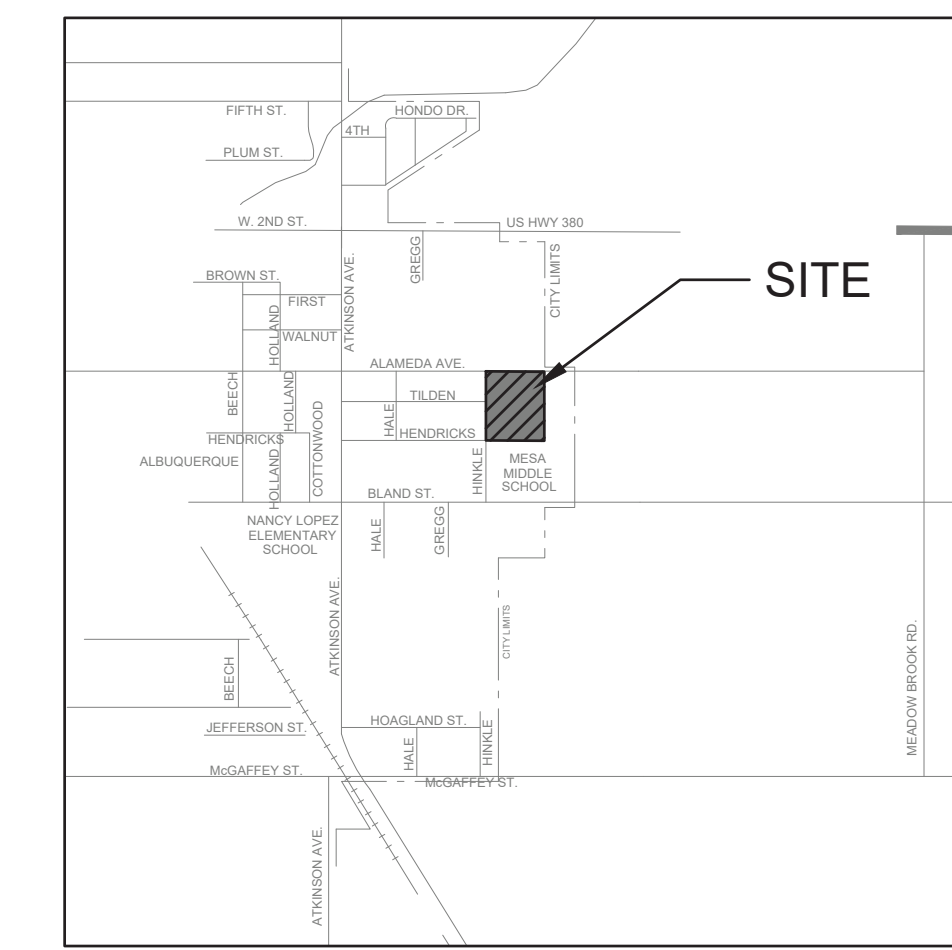 FIFTH ST.
HONDO DR.
4TH
PLUM ST.
W. 2ND ST.
US HWY 380
GREGG
CITY LIMITS
ATKINSON AVE.
BROWN ST.
SITE
FIRST
HOLLAND
WALNUT
ALAMEDA AVE.
BEECH
HOLLAND
TILDEN
HALE
COTTONWOOD
HENDRICKS
HENDRICKS
ALBUQUERQUE
HOLLAND
HINKLE
MESA
MIDDLE
SCHOOL
BLAND ST.
NANCY LOPEZ
ELEMENTARY
SCHOOL
HALE
GREGG
ATKINSON AVE.
CITY LIMITS
MEADOW BROOK RD.
BEECH
JEFFERSON ST.
HOAGLAND ST.
HALE
HINKLE
McGAFFEY ST.
McGAFFEY ST.
ATKINSON AVE.